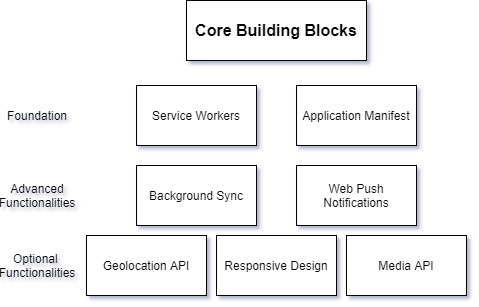 Core Building Blocks
Foundation
Service Workers
Application Manifest
Advanced
Functionalities
Background Sync
Web Push
Notifications
Optional
Functionalities
Geolocation API
Responsive Design
Media API